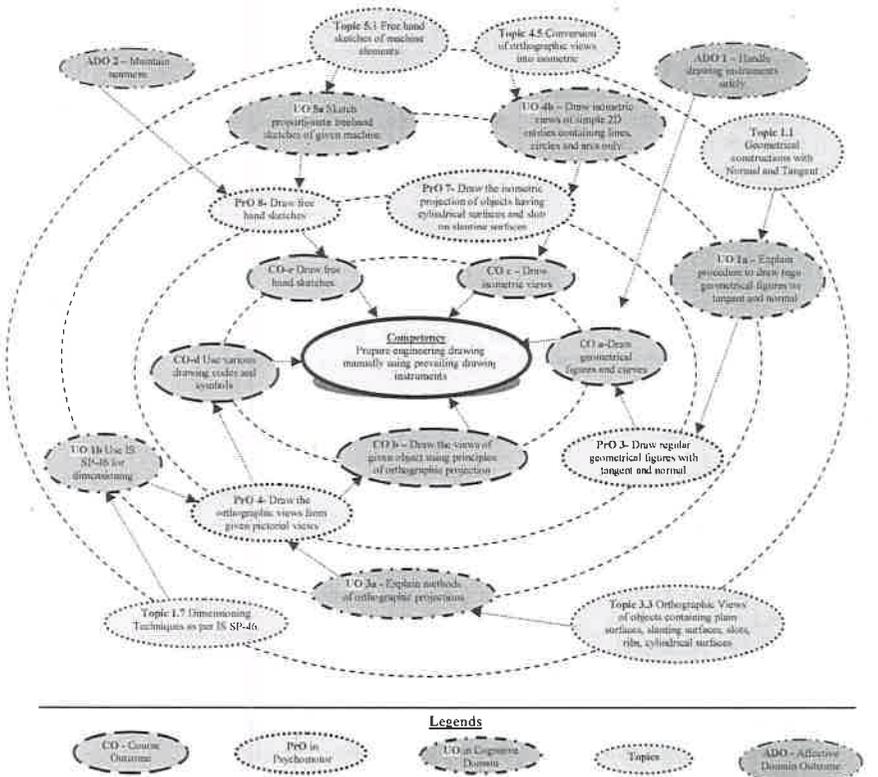 Topic 5.1 Free hand
sketches of machine
elements
Topic 4.5 Conversion
of orthographic views
into isometric
ADO 2 – Maintain
neatness
ADO 1 – Handle
drawing instruments
safely
UO 5a Sketch
proportionate freehand
sketches of given machine
UO 4b – Draw isometric
views of simple 2D
entities containing lines,
circles and arcs only.
Topic 1.1
Geometrical
constructions with
Normal and Tangent
PrO 8- Draw free
hand sketches
PrO 7- Draw the isometric
projection of objects having
cylindrical surfaces and slots
on slanting surfaces
UO 1a – Explain
procedure to draw regu
geometrical figures wi
tangent and normal
CO-e Draw free
hand sketches
CO c – Draw
isometric views
Competency
Prepare engineering drawing
manually using prevailing drawing
instruments
CO a-Draw
geometrical
figures and curves
CO-d Use various
drawing codes and
symbols
CO b – Draw the views of
given object using principles
of orthographic projection
PrO 3- Draw regular
geometrical figures with
tangent and normal
UO 1b Use IS
SP-46 for
dimensioning
PrO 4- Draw the
orthographic views from
given pictorial views
UO 3a - Explain methods
of orthographic projections
Topic 1.7 Dimensioning
Techniques as per IS SP-46.
Topic 3.3 Orthographic Views
of objects containing plain
surfaces, slanting surfaces, slots,
ribs, cylindrical surfaces
Legends
CO - Course
Outcome
PrO in
Psychomotor
UO in Cognitive
Domain
Topics
ADO - Affective
Domain Outcome